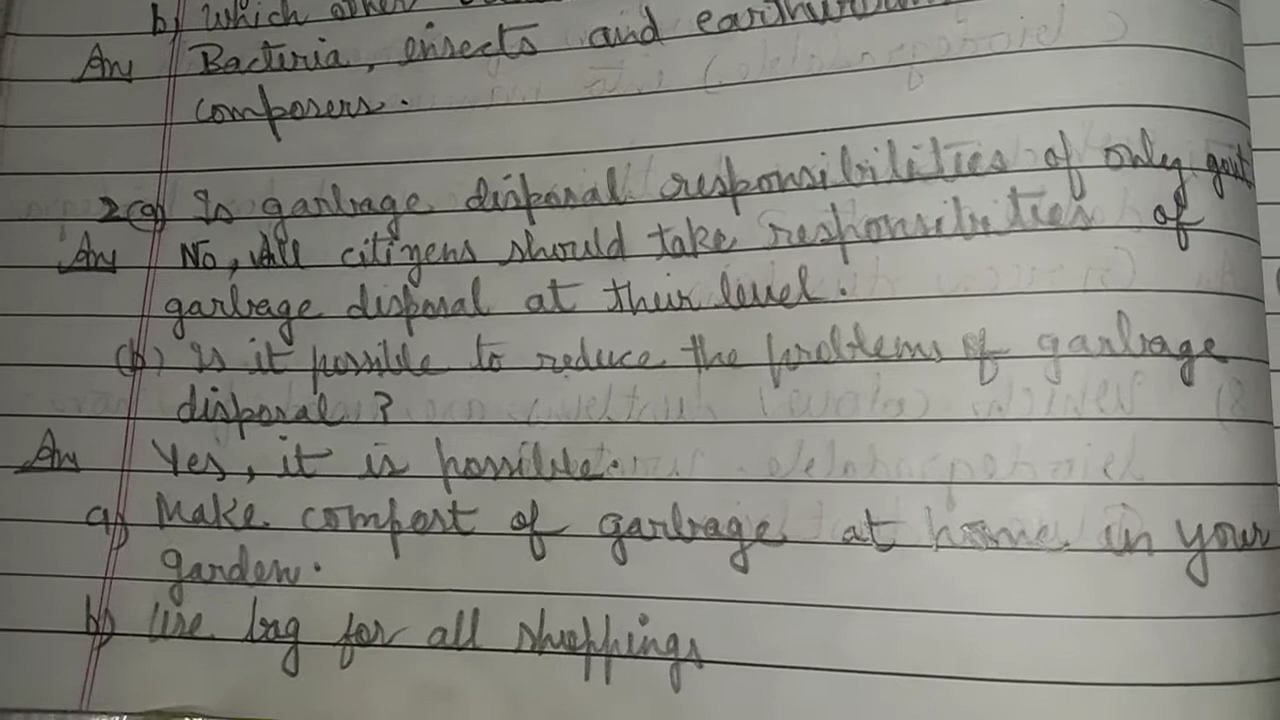 b) Which other
Ans Bacteria, insects and
composers.
2(a) Is garbage disposal responsibilities of only govt
Ans No, All citizens should take responsibilities of
garbage disposal at their level.
(b) Is it possible to reduce the problems of garbage
disposal ?
Ans Yes, it is possible.
a) Make compost of garbage at home in your
garden.
b) Use bag for all shoppings